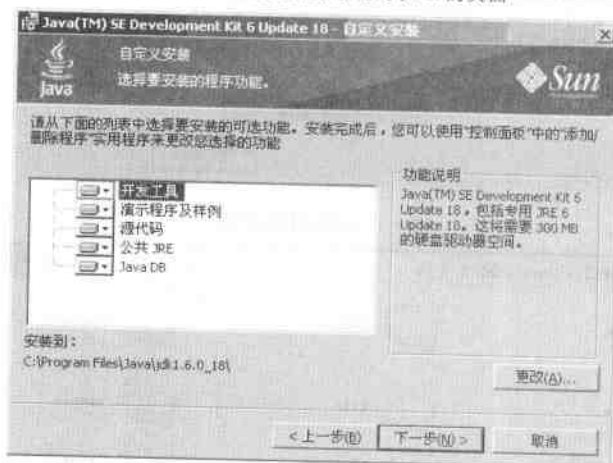 Java(TM) SE Development Kit 6 Update 18 - 自定义安装
自定义安装
选择要安装的程序功能。
Java
Sun
请从下面的列表中选择要安装的可选功能。安装完成后，您可以使用“控制面板”中的“添加/
删除程序”实用程序来更改您选择的功能
开发工具
演示程序及样例
源代码
公共 JRE
Java DB
功能说明
Java(TM) SE Development Kit 6
Update 18，包括专用 JRE 6
Update 18。这将需要 300 MB
的硬盘驱动器空间。
安装到：
C:\Program Files\Java\jdk1.6.0_18\
更改(A)...
< 上一步(B)
下一步(N) >
取消